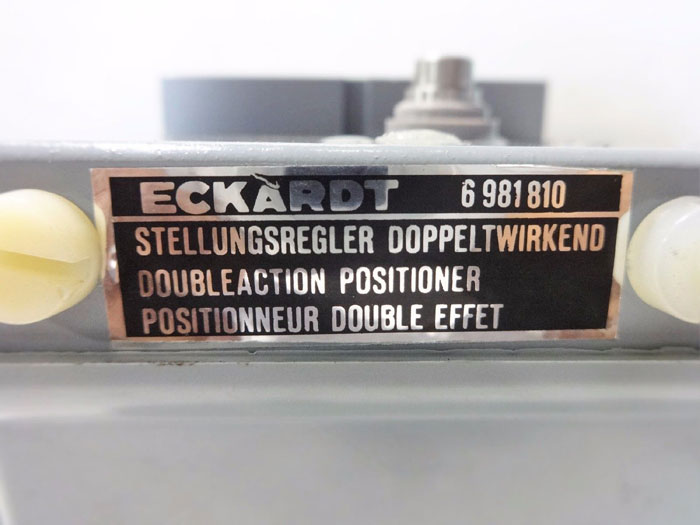 ECKARDT 6 981 810
STELLUNGSREGLER DOPPELTWIRKEND
DOUBLEACTION POSITIONER
POSITIONNEUR DOUBLE EFFET